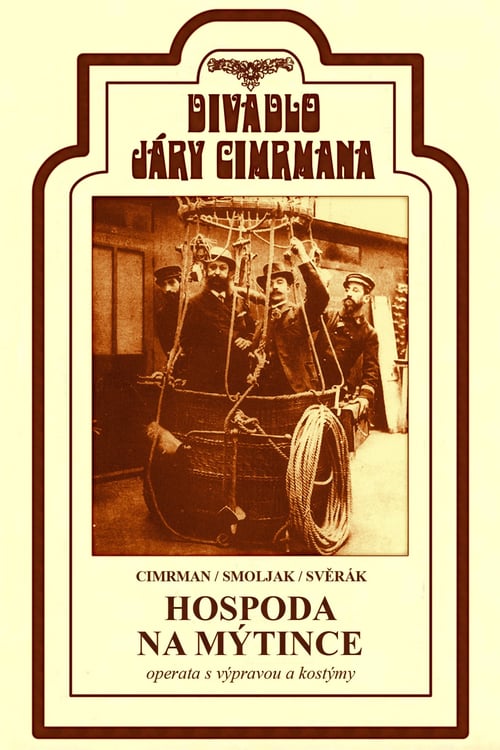 DIVADLO
JÁRY CIMRMANA
CIMRMAN / SMOLJAK / SVĚRÁK
HOSPODA
NA MÝTINCE
operata s výpravou a kostýmy